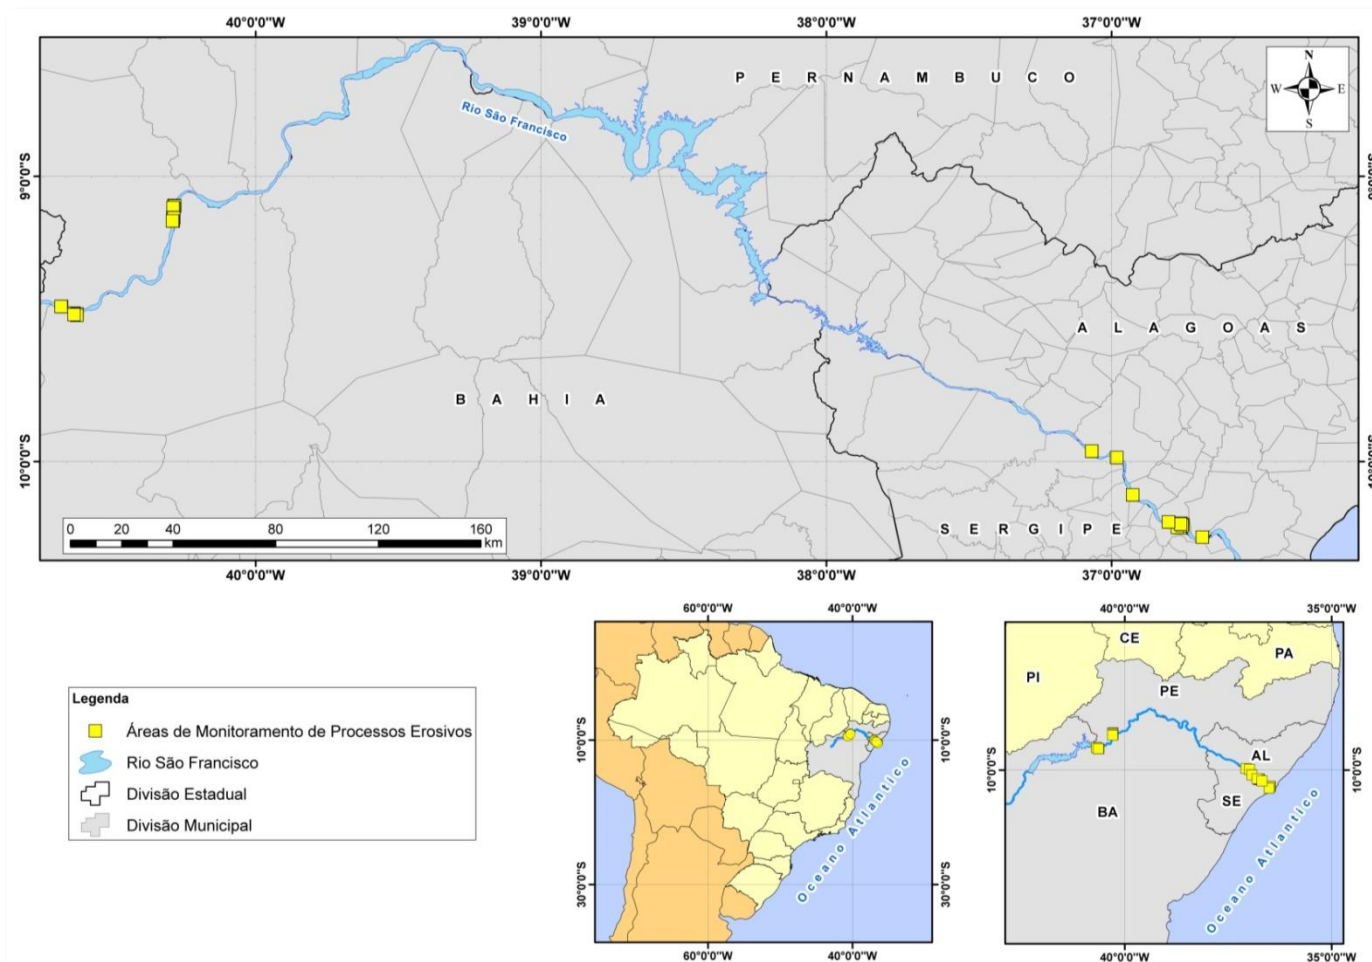 40°0'0"W 39°0'0"W 38°0'0"W 37°0'0"W
P E R N A M B U C O
N
W E
S
Rio São Francisco
9°0'0"S 9°0'0"S
A L A G O A S
B A H I A
10°0'0"S 10°0'0"S
S E R G I P E
0 20 40 80 120 160
km
40°0'0"W 39°0'0"W 38°0'0"W 37°0'0"W
Legenda
Áreas de Monitoramento de Processos Erosivos
Rio São Francisco
Divisão Estadual
Divisão Municipal
60°0'0"W 40°0'0"W
10°0'0"S 10°0'0"S
Oceano Atlantico
30°0'0"S 30°0'0"S
60°0'0"W 40°0'0"W
40°0'0"W 35°0'0"W
CE
PA
PI
PE
AL
10°0'0"S 10°0'0"S
SE
BA
Oceano Atlantico
40°0'0"W 35°0'0"W